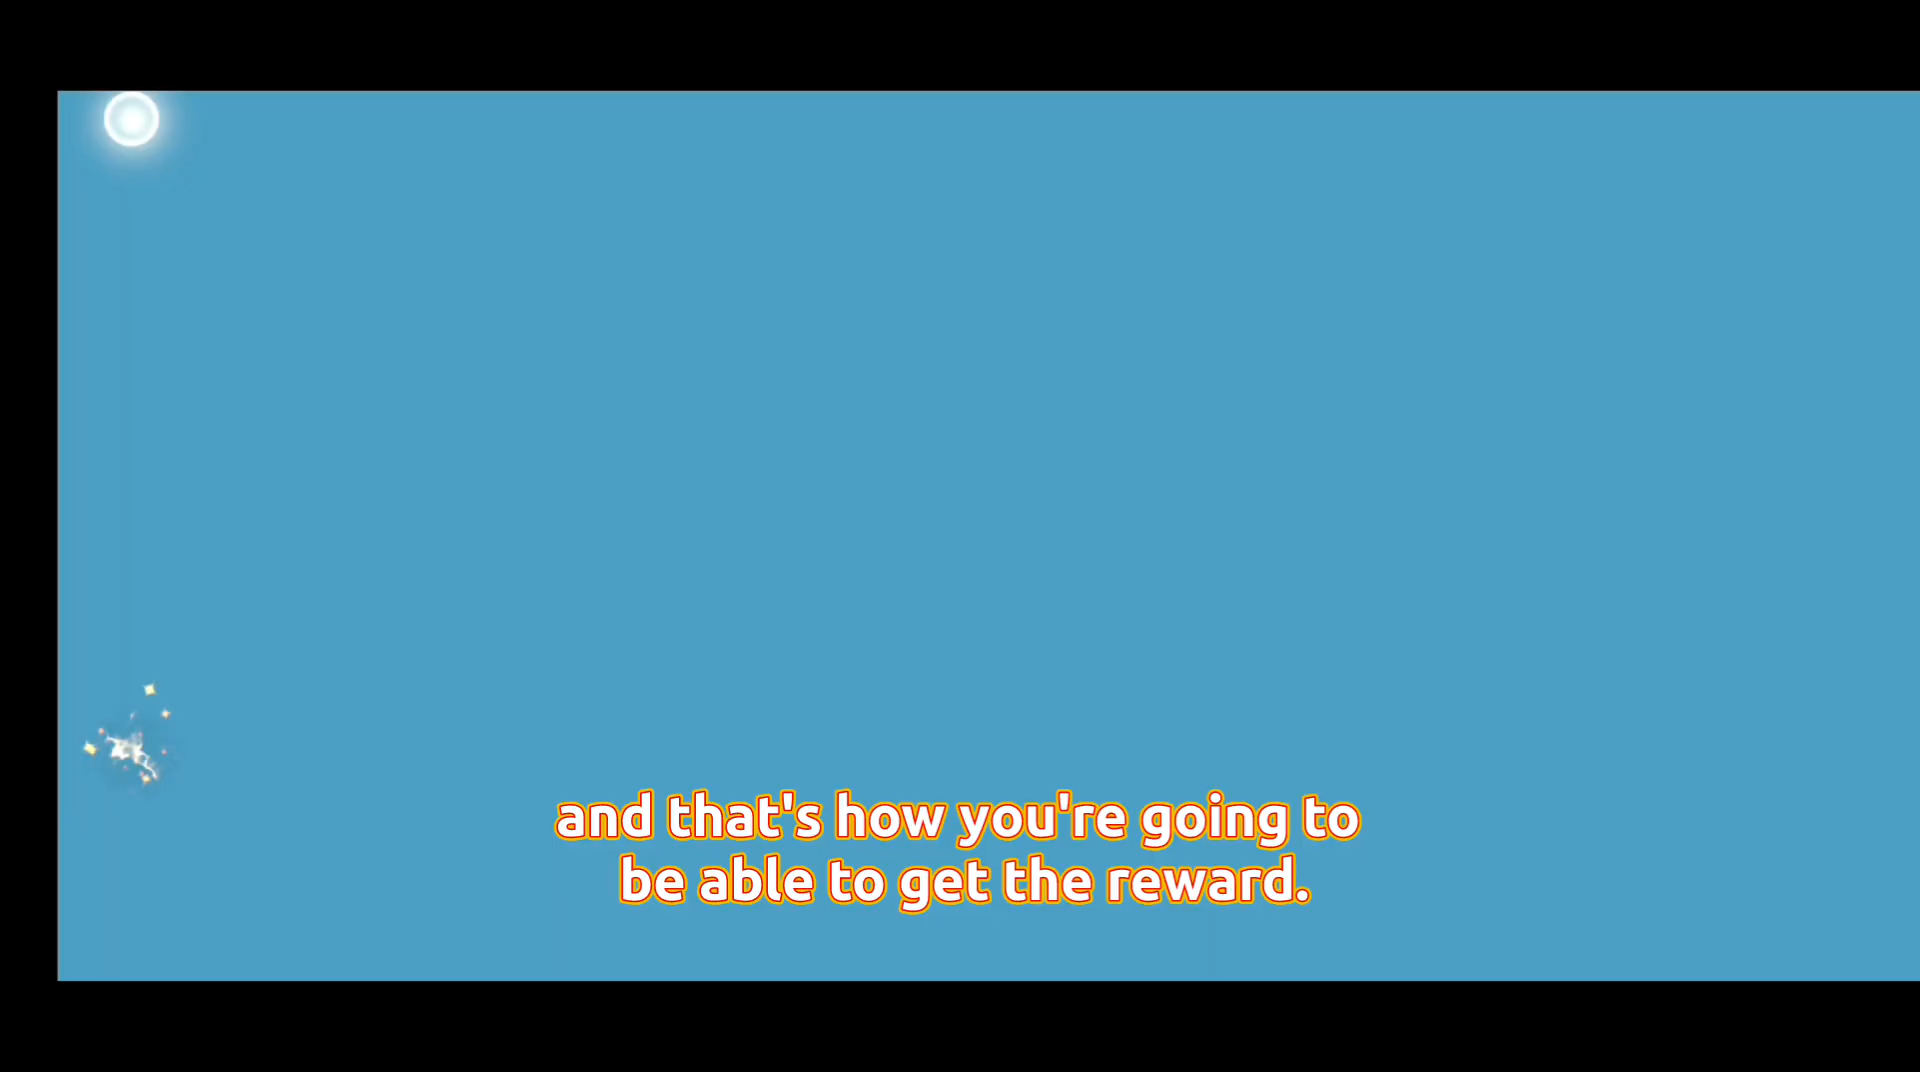 and that's how you're going to
be able to get the reward.